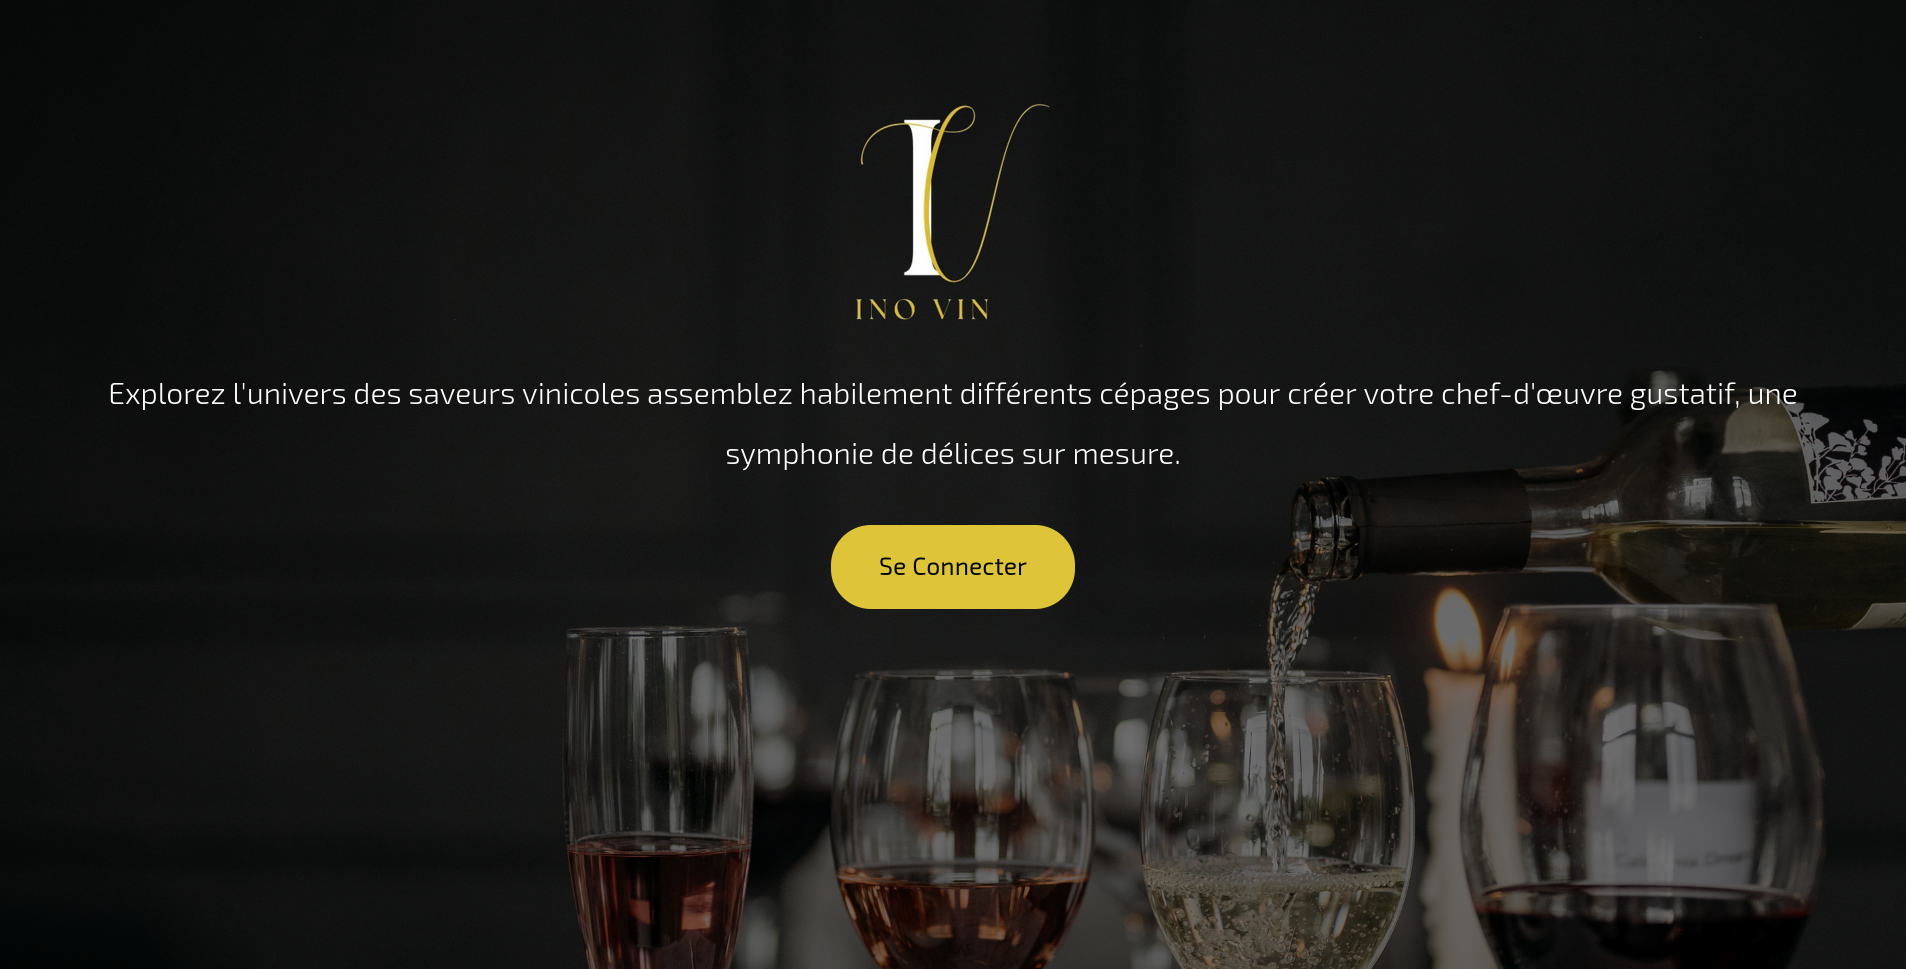 IV
INO VIN
Explorez l'univers des saveurs vinicoles assemblez habilement différents cépages pour créer votre chef-d'œuvre gustatif, une
symphonie de délices sur mesure.
Se Connecter